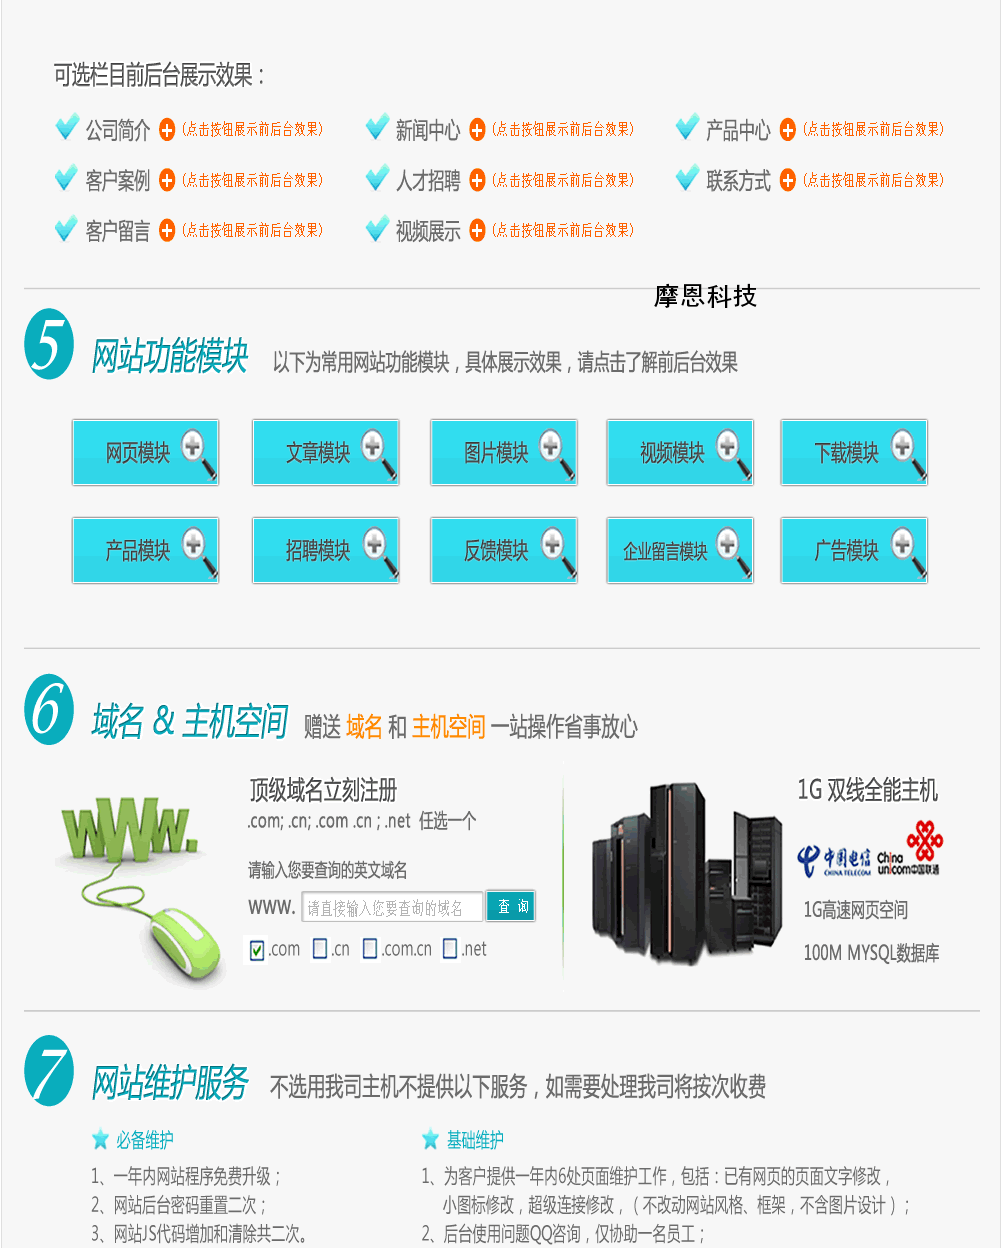 可选栏目前后台展示效果：
公司简介 (点击按钮展示前后台效果) 新闻中心 (点击按钮展示前后台效果) 产品中心 (点击按钮展示前后台效果)
客户案例 (点击按钮展示前后台效果) 人才招聘 (点击按钮展示前后台效果) 联系方式 (点击按钮展示前后台效果)
客户留言 (点击按钮展示前后台效果) 视频展示 (点击按钮展示前后台效果)
摩恩科技
5 网站功能模块 以下为常用网站功能模块，具体展示效果，请点击了解前后台效果
网页模块 文章模块 图片模块 视频模块 下载模块
产品模块 招聘模块 反馈模块 企业留言模块 广告模块
6 域名 & 主机空间 赠送 域名 和 主机空间 一站操作省事放心
WWW.
顶级域名立刻注册
.com; .cn; .com .cn ; .net 任选一个
请输入您要查询的英文域名
WWW. 请直接输入您要查询的域名 查 询
.com .cn .com.cn .net
1G 双线全能主机
中国电信
CHINA TELECOM
China
unicom中国联通
1G高速网页空间
100M MYSQL数据库
7 网站维护服务 不选用我司主机不提供以下服务，如需要处理我司将按次收费
必备维护
1、一年内网站程序免费升级；
2、网站后台密码重置二次；
3、网站JS代码增加和清除共二次。
基础维护
1、为客户提供一年内6处页面维护工作，包括：已有网页的页面文字修改，
小图标修改，超级连接修改，（不改动网站风格、框架，不含图片设计）；
2、后台使用问题QQ咨询，仅协助一名员工；